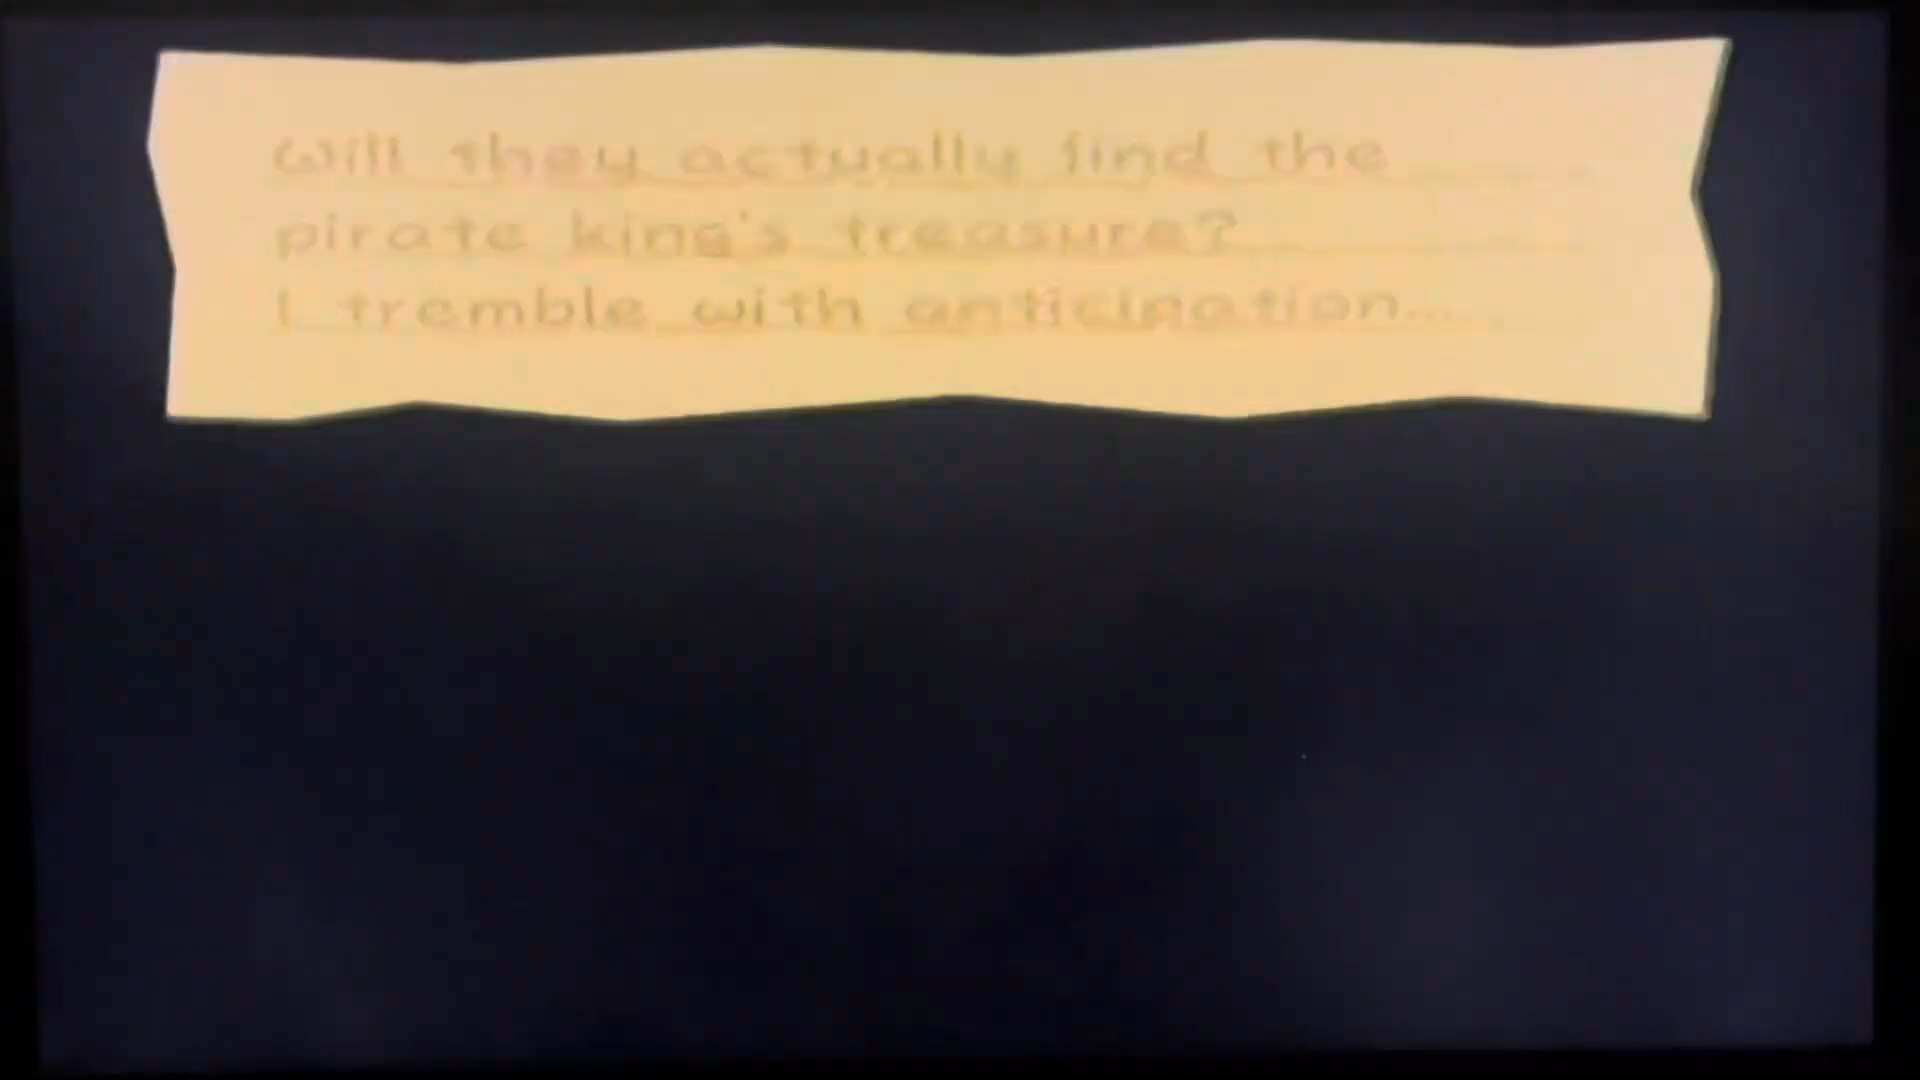 Will they actually find the
pirate king's treasure?
I tremble with anticipation...